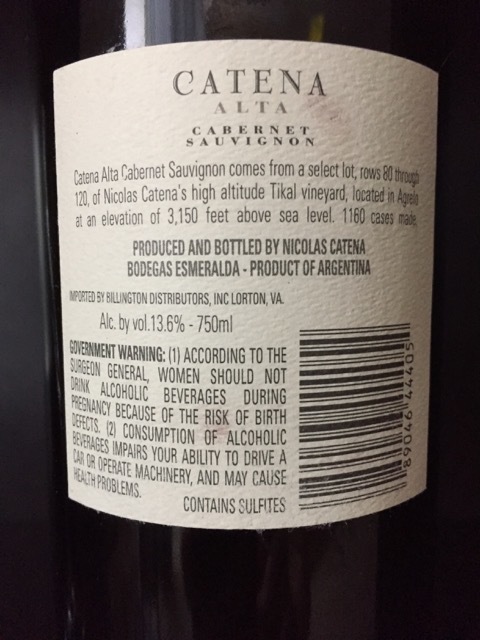 CATENA
ALTA
CABERNET
SAUVIGNON
Catena Alta Cabernet Sauvignon comes from a select lot, rows 80 through
120, of Nicolas Catena's high altitude Tikal vineyard, located in Agrelo
at an elevation of 3,150 feet above sea level. 1160 cases made.
PRODUCED AND BOTTLED BY NICOLAS CATENA
BODEGAS ESMERALDA - PRODUCT OF ARGENTINA
IMPORTED BY BILLINGTON DISTRIBUTORS, INC LORTON, VA.
Alc. by vol.13.6% - 750ml
GOVERNMENT WARNING: (1) ACCORDING TO THE
SURGEON GENERAL, WOMEN SHOULD NOT
DRINK ALCOHOLIC BEVERAGES DURING
PREGNANCY BECAUSE OF THE RISK OF BIRTH
DEFECTS. (2) CONSUMPTION OF ALCOHOLIC
BEVERAGES IMPAIRS YOUR ABILITY TO DRIVE A
CAR OR OPERATE MACHINERY, AND MAY CAUSE
HEALTH PROBLEMS.
CONTAINS SULFITES
89046 44405